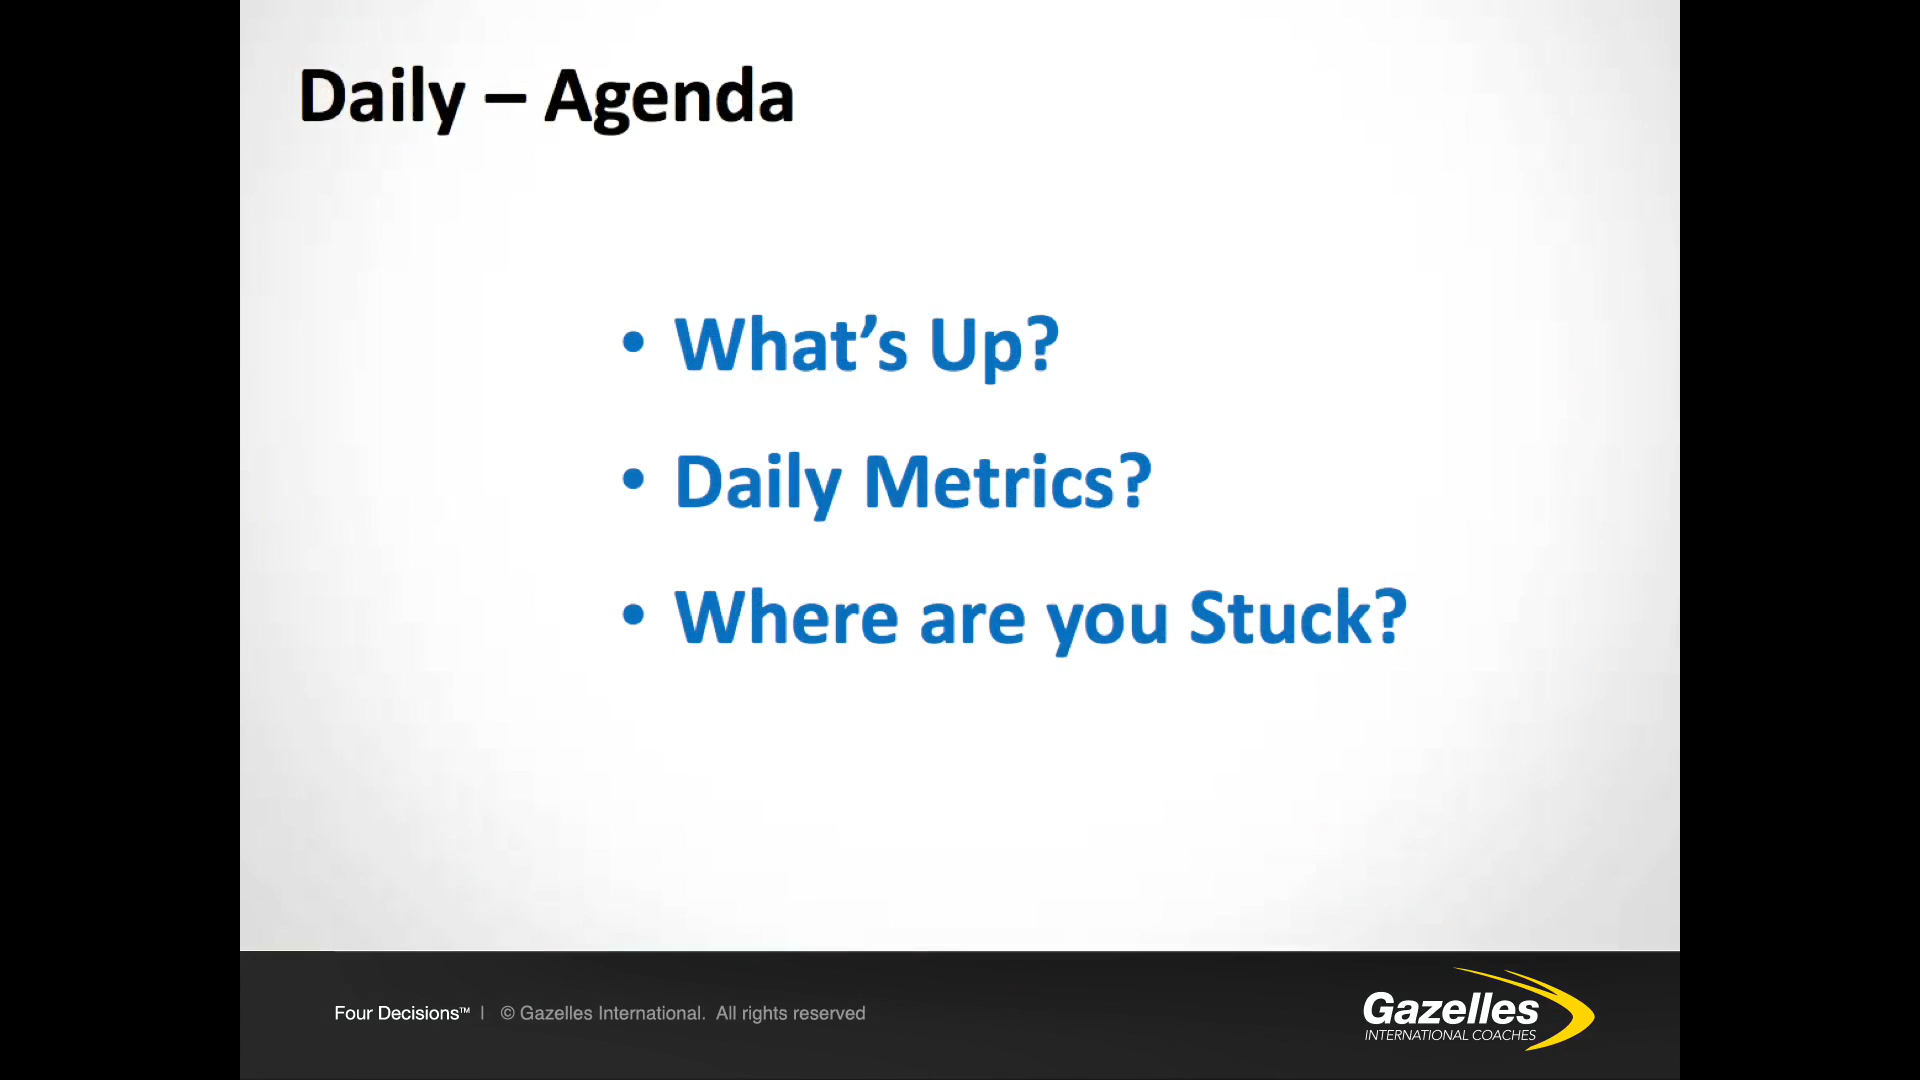 Daily – Agenda
• What’s Up?
• Daily Metrics?
• Where are you Stuck?
Four Decisions™ | © Gazelles International. All rights reserved
Gazelles
INTERNATIONAL COACHES